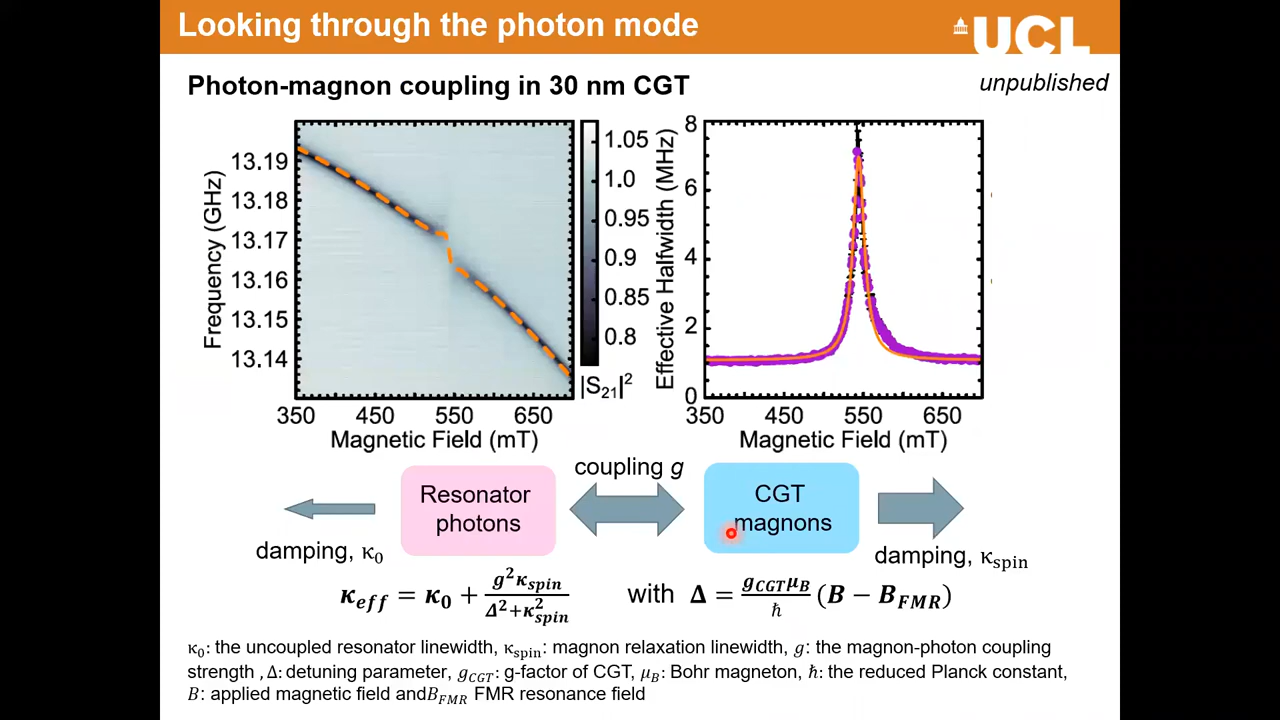 Looking through the photon mode
UCL
Photon-magnon coupling in 30 nm CGT
unpublished
Frequency (GHz)
13.19
13.18
13.17
13.16
13.15
13.14
350
450
550
650
Magnetic Field (mT)
1.05
1.0
0.95
0.9
0.85
0.8
|S₂₁|²
Effective Halfwidth (MHz)
8
6
4
2
0
350
450
550
650
Magnetic Field (mT)
coupling g
Resonator
photons
CGT
magnons
damping, κ₀
damping, κspin
κeff = κ₀ + g²κspin / Δ²+κ²spin with Δ = gCGTμB / ħ (B − BFMR)
κ₀: the uncoupled resonator linewidth, κspin: magnon relaxation linewidth, g: the magnon-photon coupling
strength , Δ: detuning parameter, gCGT: g-factor of CGT, μB: Bohr magneton, ħ: the reduced Planck constant,
B: applied magnetic field andBFMR FMR resonance field